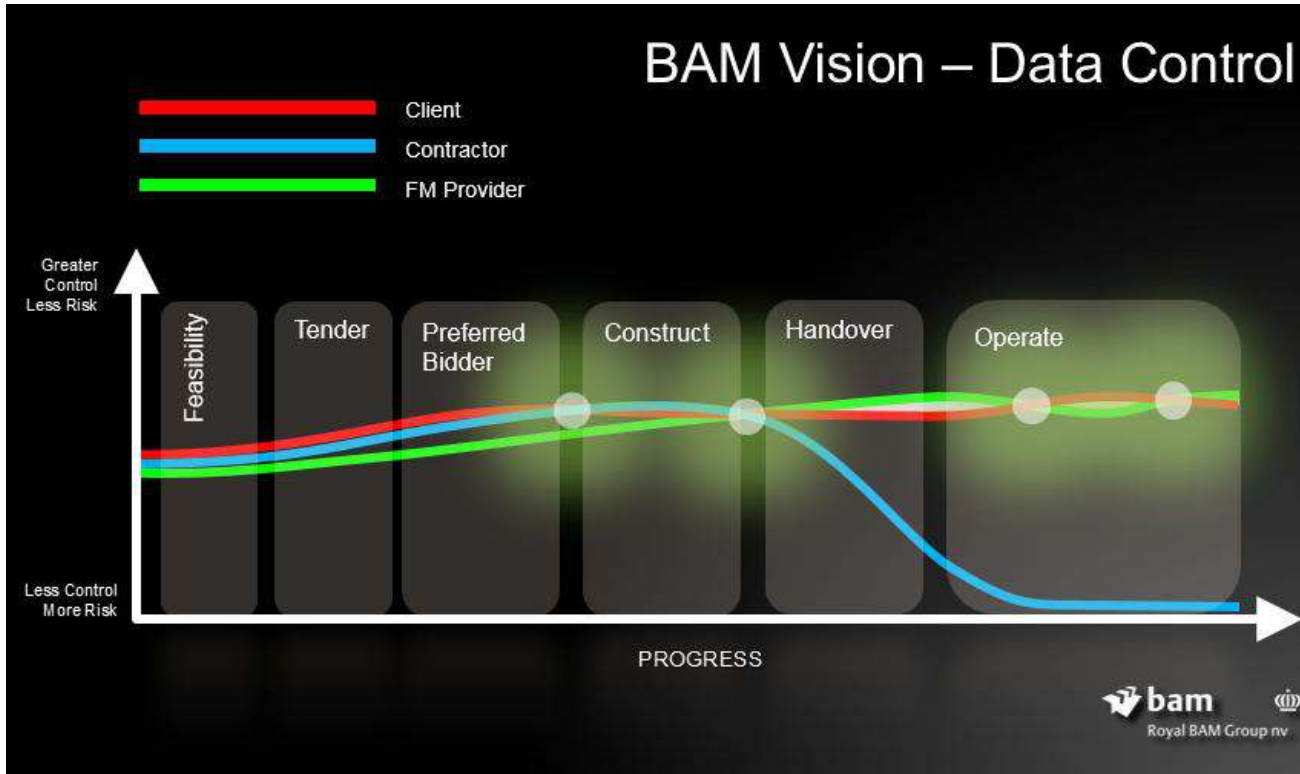 BAM Vision – Data Control
Client
Contractor
FM Provider
Greater
Control
Less Risk
Feasibility
Tender
Preferred
Bidder
Construct
Handover
Operate
Less Control
More Risk
PROGRESS
bam
Royal BAM Group nv